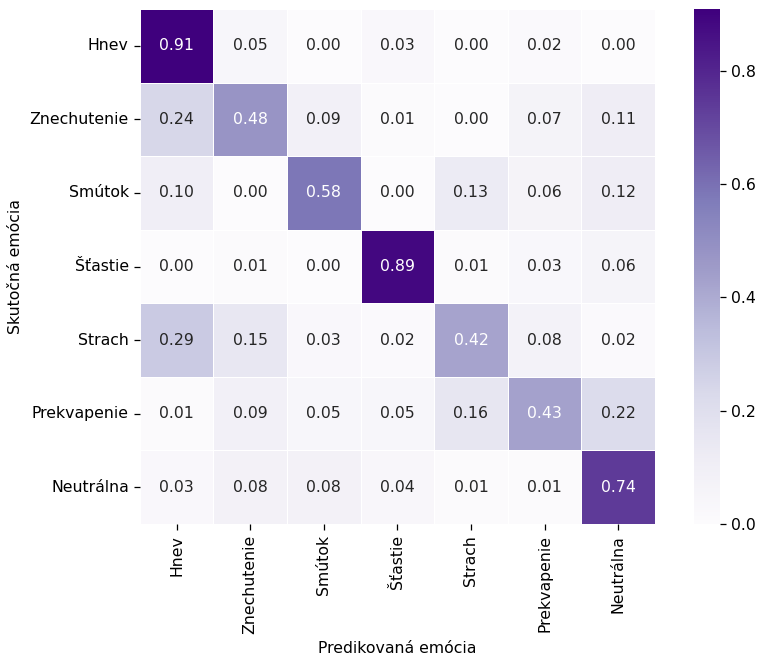 Skutočná emócia
Hnev 0.91 0.05 0.00 0.03 0.00 0.02 0.00
Znechutenie 0.24 0.48 0.09 0.01 0.00 0.07 0.11
Smútok 0.10 0.00 0.58 0.00 0.13 0.06 0.12
Šťastie 0.00 0.01 0.00 0.89 0.01 0.03 0.06
Strach 0.29 0.15 0.03 0.02 0.42 0.08 0.02
Prekvapenie 0.01 0.09 0.05 0.05 0.16 0.43 0.22
Neutrálna 0.03 0.08 0.08 0.04 0.01 0.01 0.74
Hnev Znechutenie Smútok Šťastie Strach Prekvapenie Neutrálna
Predikovaná emócia
0.8
0.6
0.4
0.2
0.0